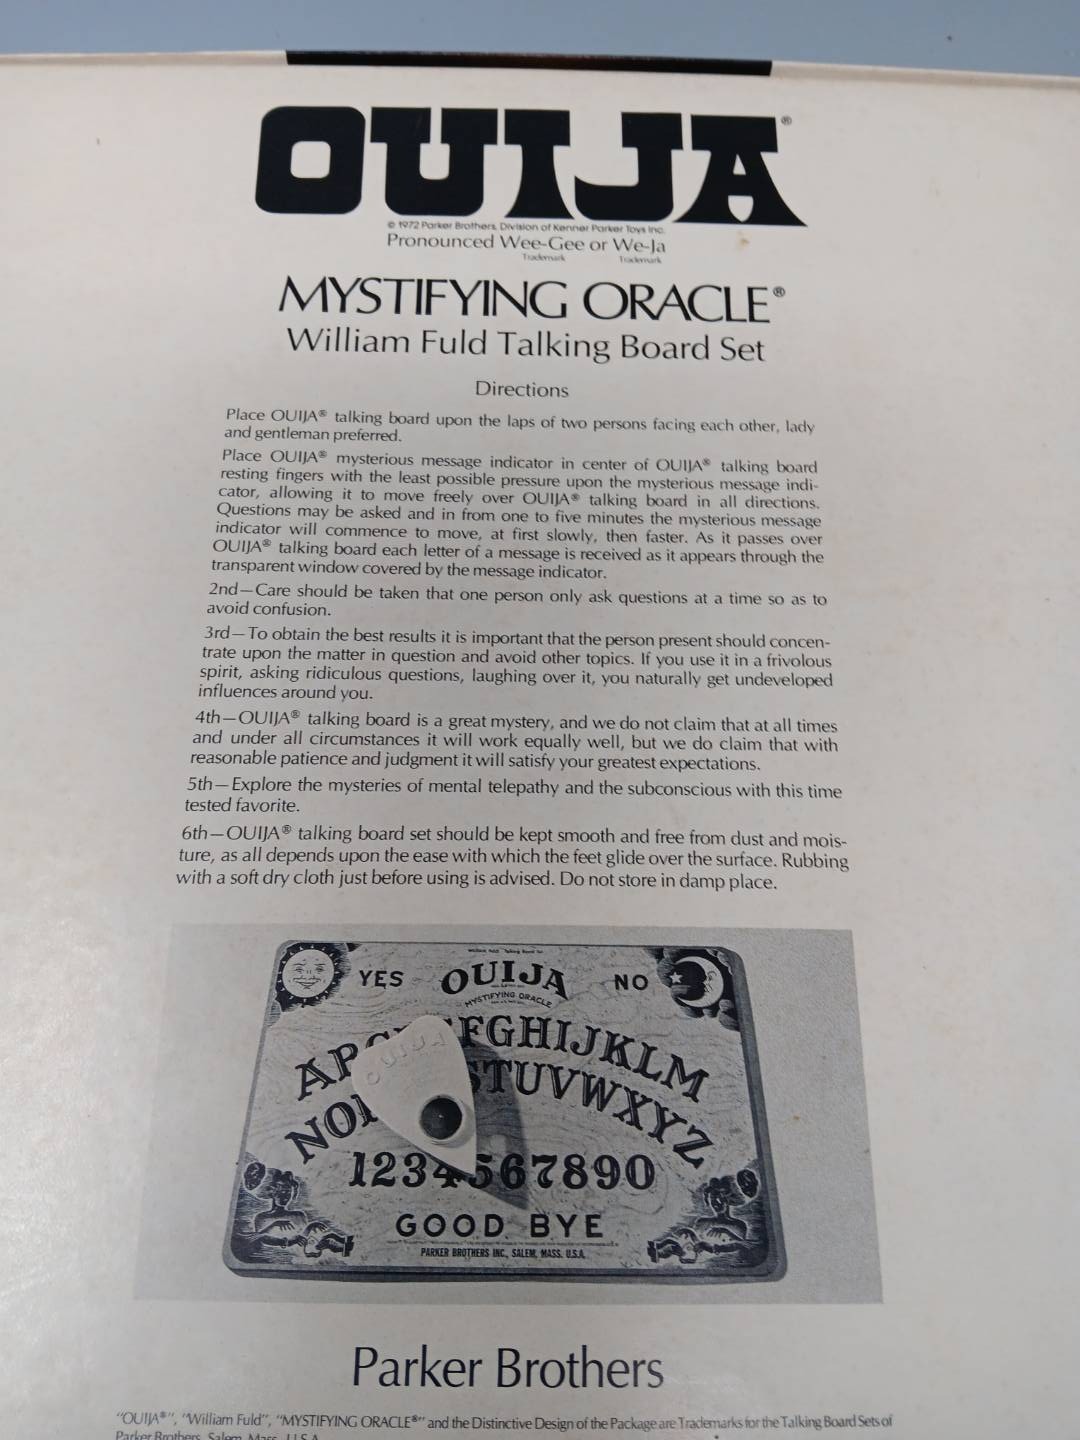 OUIJA®
© 1972 Parker Brothers, Division of Kenner Parker Toys Inc.
Pronounced Wee-Gee or We-Ja
Trademark Trademark
MYSTIFYING ORACLE®
William Fuld Talking Board Set
Directions
Place OUIJA® talking board upon the laps of two persons facing each other, lady
and gentleman preferred.
Place OUIJA® mysterious message indicator in center of OUIJA® talking board
resting fingers with the least possible pressure upon the mysterious message indi-
cator, allowing it to move freely over OUIJA® talking board in all directions.
Questions may be asked and in from one to five minutes the mysterious message
indicator will commence to move, at first slowly, then faster. As it passes over
OUIJA® talking board each letter of a message is received as it appears through the
transparent window covered by the message indicator.
2nd—Care should be taken that one person only ask questions at a time so as to
avoid confusion.
3rd—To obtain the best results it is important that the person present should concen-
trate upon the matter in question and avoid other topics. If you use it in a frivolous
spirit, asking ridiculous questions, laughing over it, you naturally get undeveloped
influences around you.
4th—OUIJA® talking board is a great mystery, and we do not claim that at all times
and under all circumstances it will work equally well, but we do claim that with
reasonable patience and judgment it will satisfy your greatest expectations.
5th—Explore the mysteries of mental telepathy and the subconscious with this time
tested favorite.
6th—OUIJA® talking board set should be kept smooth and free from dust and mois-
ture, as all depends upon the ease with which the feet glide over the surface. Rubbing
with a soft dry cloth just before using is advised. Do not store in damp place.
YES OUIJA NO
MYSTIFYING ORACLE
ABC FGHIJKLM
OUIJA
NO TUVWXYZ
1234567890
GOOD BYE
PARKER BROTHERS INC., SALEM, MASS. U.S.A.
Parker Brothers
"OUIJA®", "William Fuld", "MYSTIFYING ORACLE®" and the Distinctive Design of the Package are Trademarks for the Talking Board Sets of
Parker Brothers, Salem, Mass., U.S.A.